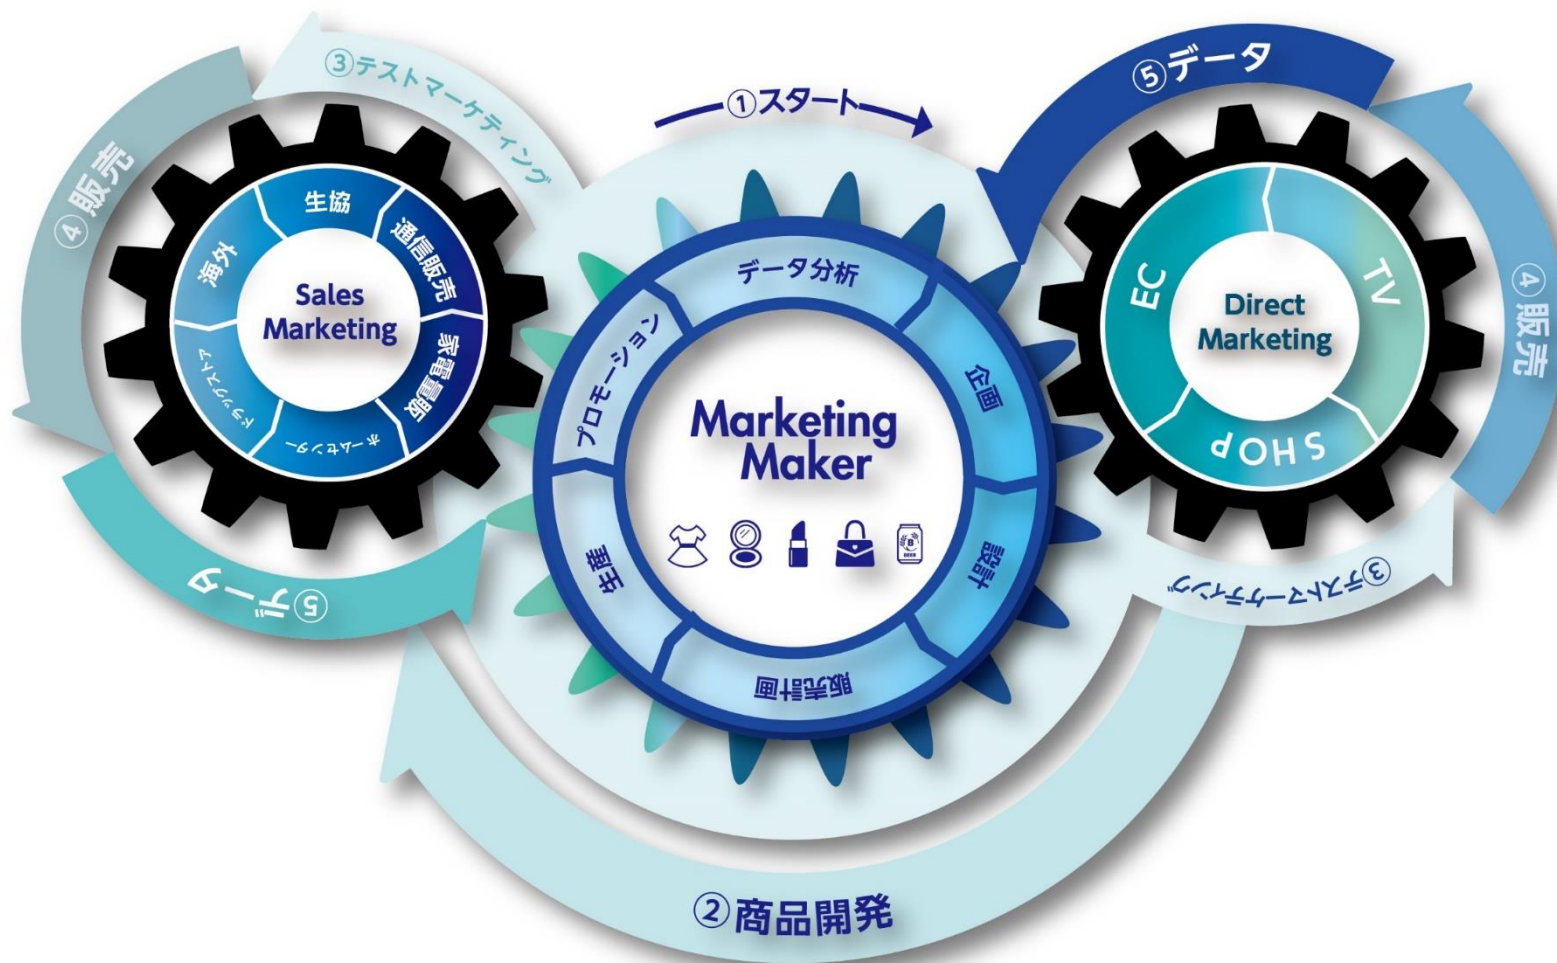 ①スタート
②商品開発
③テストマーケティング
④販売
⑤データ
Sales
Marketing
生協
通信販売
家電量販
ホームセンター
ドラッグストア
海外
Marketing
Maker
データ分析
企画
設計
販売計画
生産
プロモーション
B
BEER
⑤データ
④販売
③テストマーケティング
Direct
Marketing
TV
SHOP
EC